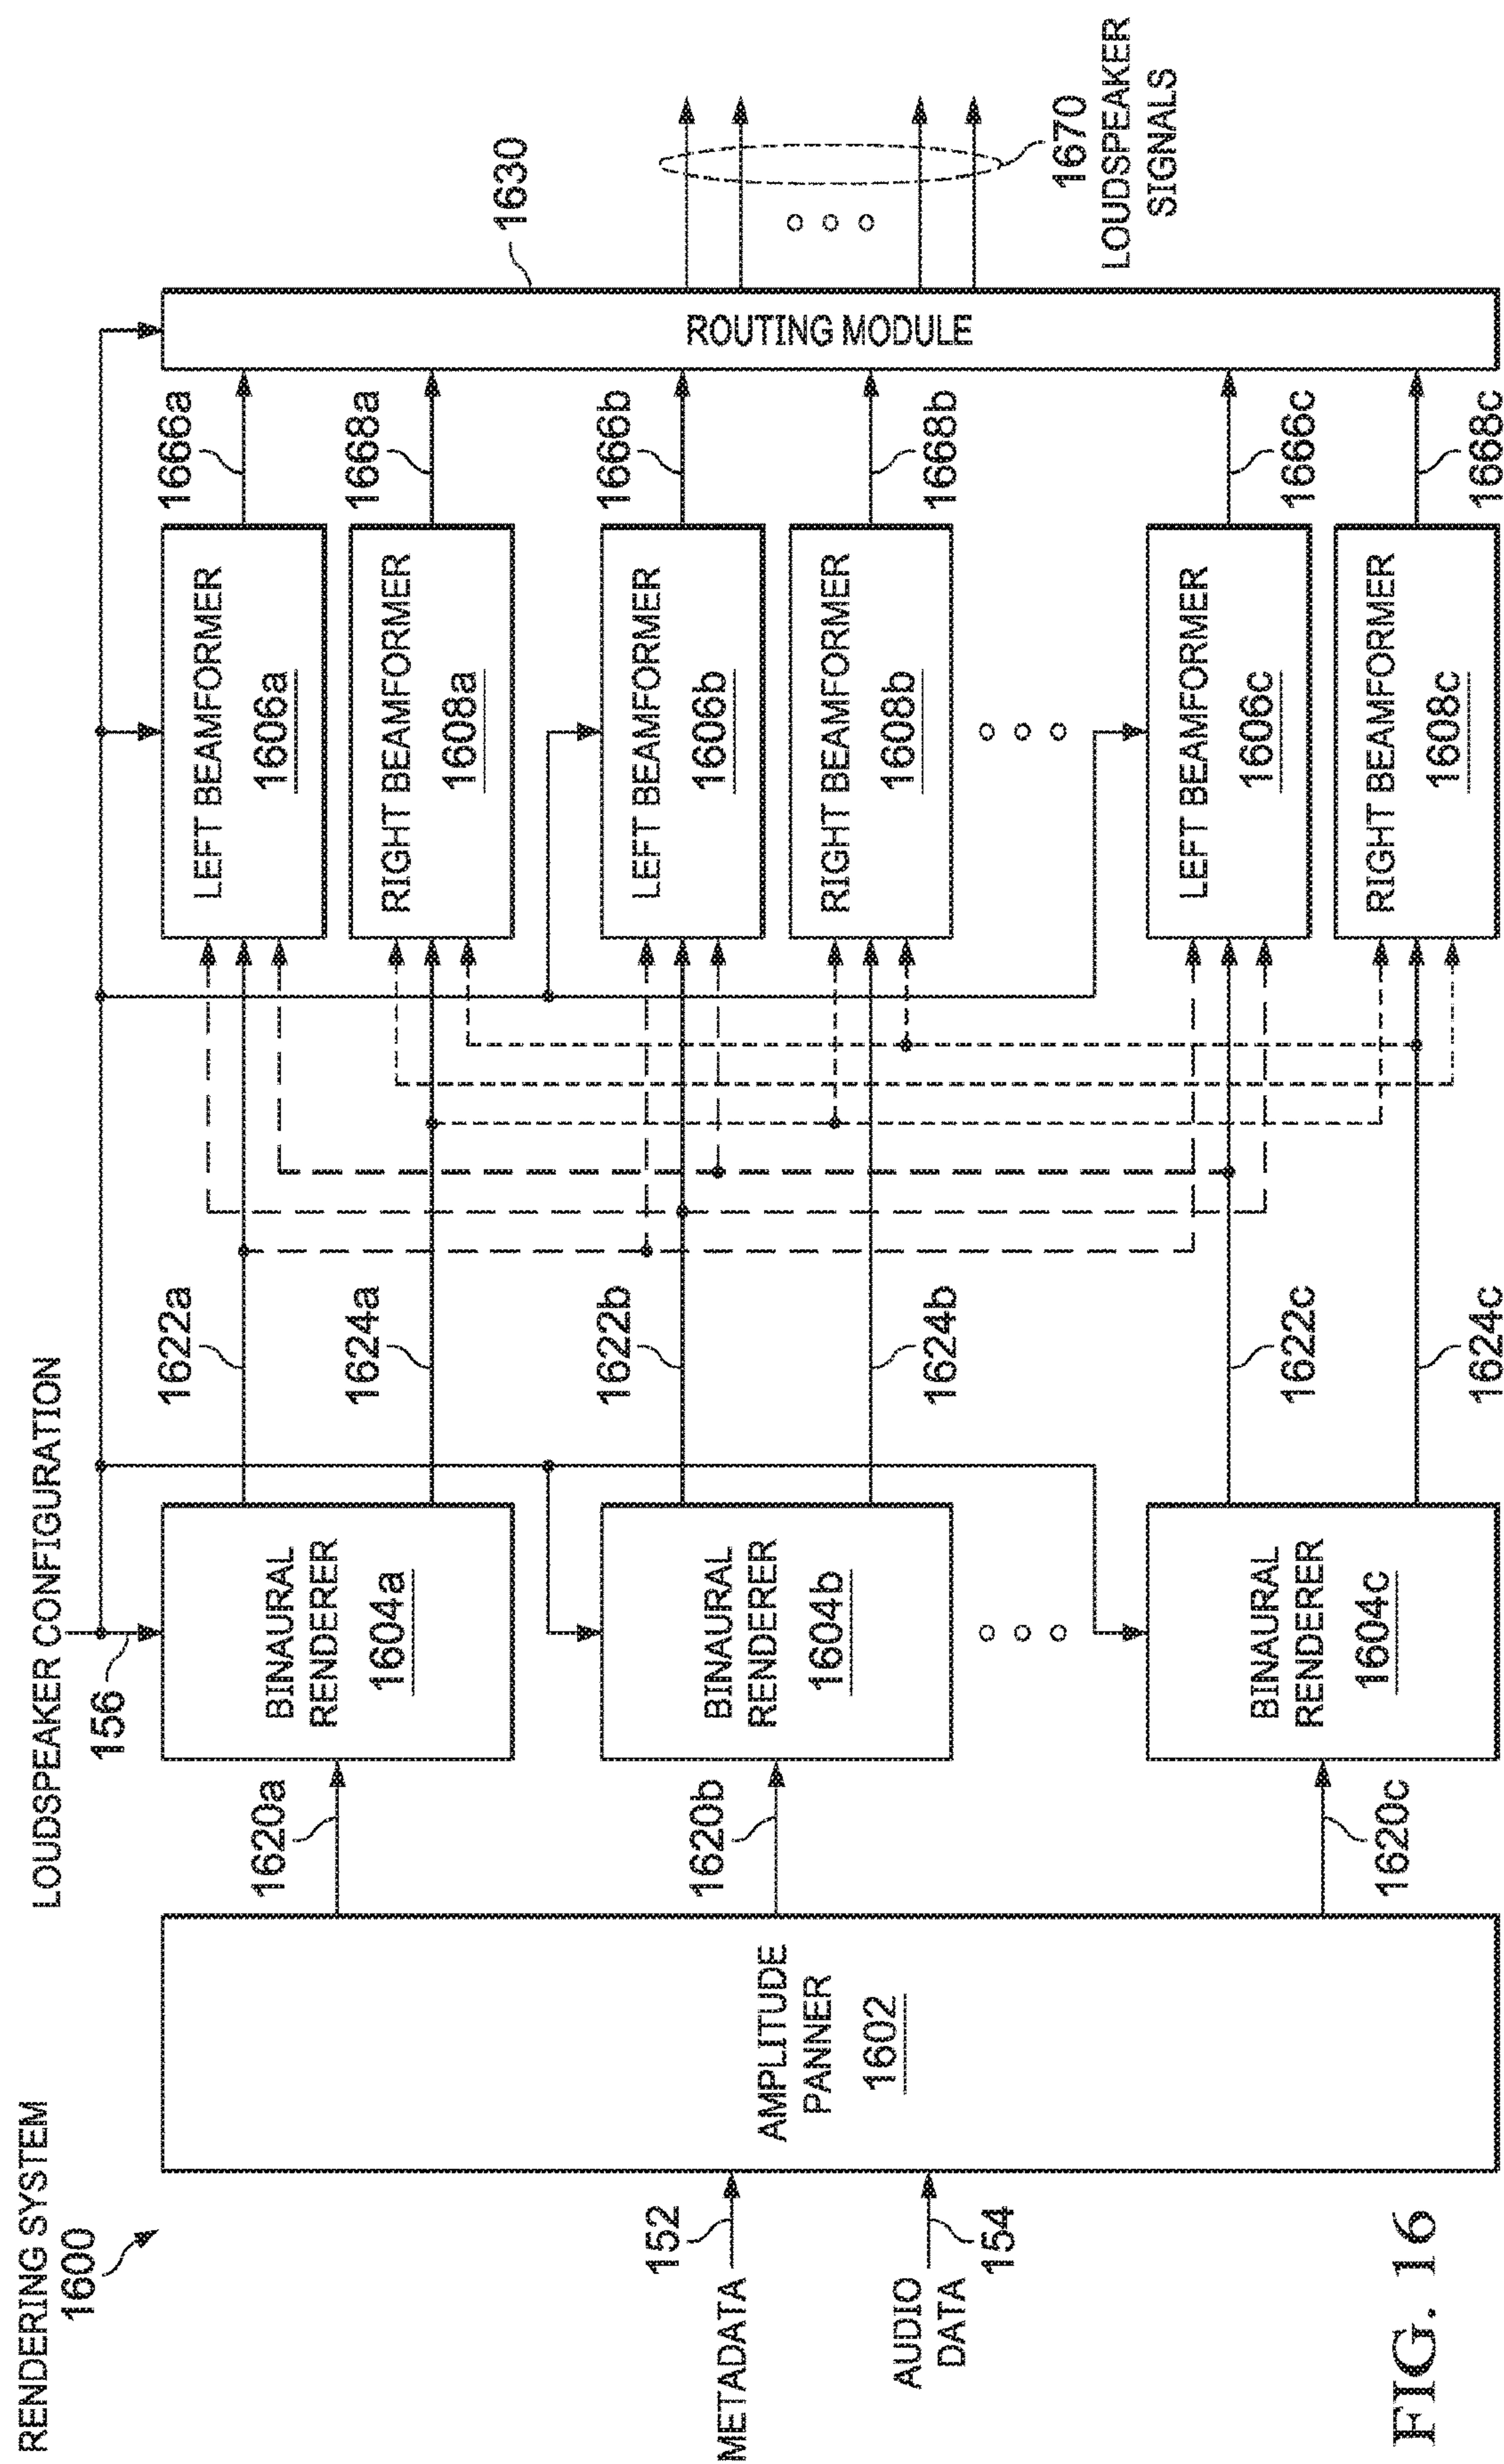 RENDERING SYSTEM
1600
LOUDSPEAKER CONFIGURATION
156
METADATA
152
AUDIO
DATA
154
AMPLITUDE
PANNER
1602
1620a
1620b
1620c
BINAURAL
RENDERER
1604a
BINAURAL
RENDERER
1604b
BINAURAL
RENDERER
1604c
1622a
1624a
1622b
1624b
1622c
1624c
LEFT BEAMFORMER
1606a
RIGHT BEAMFORMER
1608a
LEFT BEAMFORMER
1606b
RIGHT BEAMFORMER
1608b
LEFT BEAMFORMER
1606c
RIGHT BEAMFORMER
1608c
1666a
1668a
1666b
1668b
1666c
1668c
ROUTING MODULE
1630
1670
LOUDSPEAKER
SIGNALS
FIG. 16